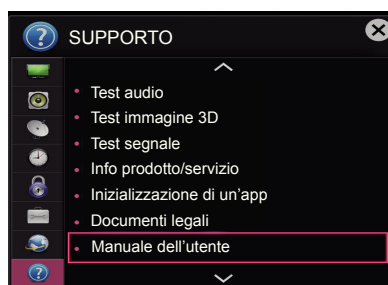 SUPPORTO
Test audio
Test immagine 3D
Test segnale
Info prodotto/servizio
Inizializzazione di un'app
Documenti legali
Manuale dell'utente